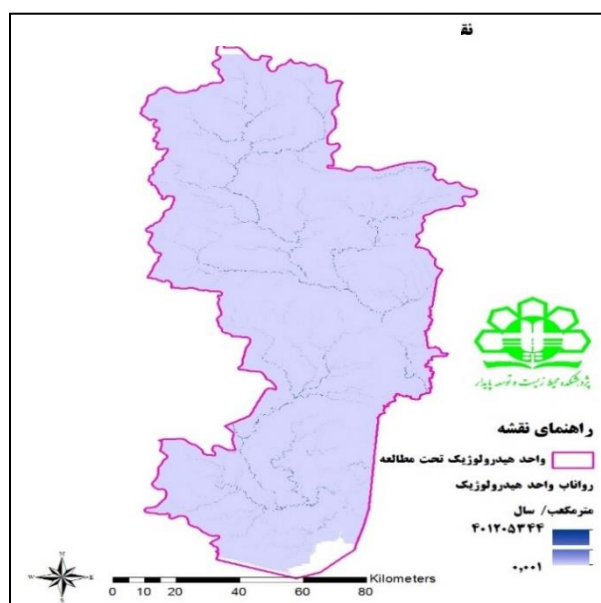 نق
پژوهشکده محیط زیست و توسعه پایدار
راهنمای نقشه
واحد هیدرولوژیک تحت مطالعه
رواناب واحد هیدرولوژیک
مترمکعب/ سال
۴۰۱۲۰۵۳۴۴
۰,۰۰۱
N
W E
S
0 10 20 40 60 80 Kilometers